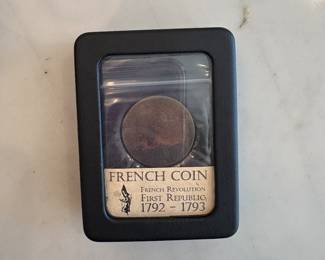 FRENCH COIN
FRENCH REVOLUTION
FIRST REPUBLIC,
1792 - 1793